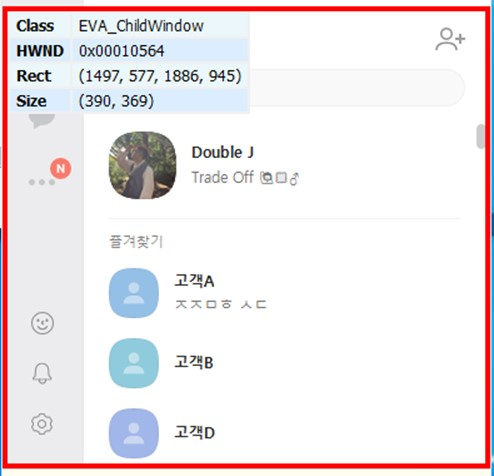 Class EVA_ChildWindow
HWND 0x00010564
Rect (1497, 577, 1886, 945)
Size (390, 369)
N
Double J
Trade Off
즐겨찾기
고객A
ㅈㅈㅁㅎ ㅅㄷ
고객B
고객D